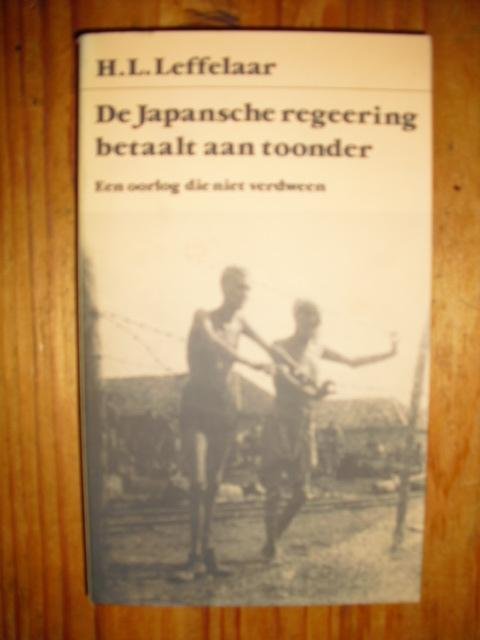 H.L.Leffelaar
De Japansche regeering
betaalt aan toonder
Een oorlog die niet verdween